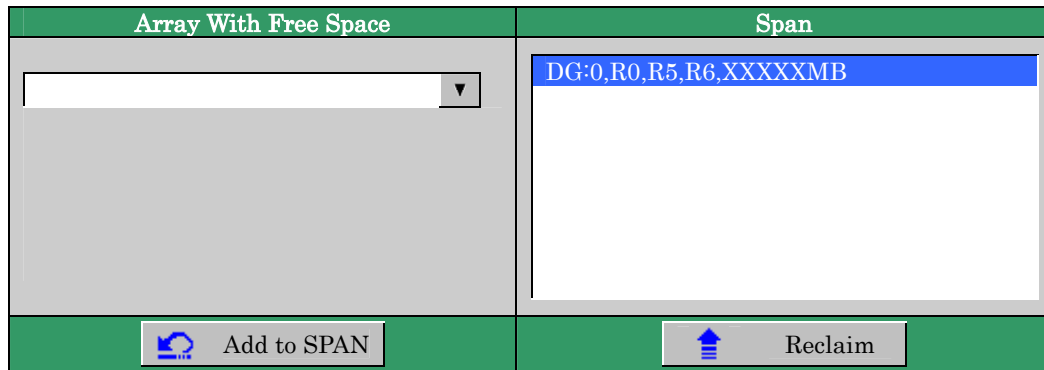 Array With Free Space
Span
DG:0,R0,R5,R6,XXXXXMB
Add to SPAN
Reclaim